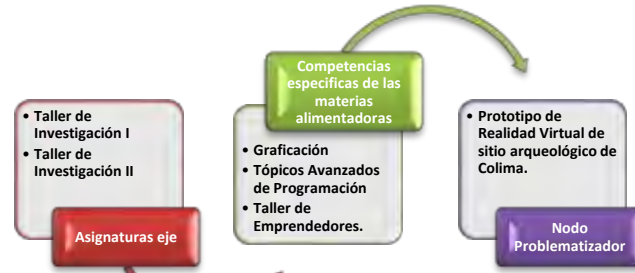 • Taller de
Investigación I
• Taller de
Investigación II
Asignaturas eje
Competencias
especificas de las
materias
alimentadoras
• Graficación
• Tópicos Avanzados
de Programación
• Taller de
Emprendedores.
• Prototipo de
Realidad Virtual de
sitio arqueológico de
Colima.
Nodo
Problematizador